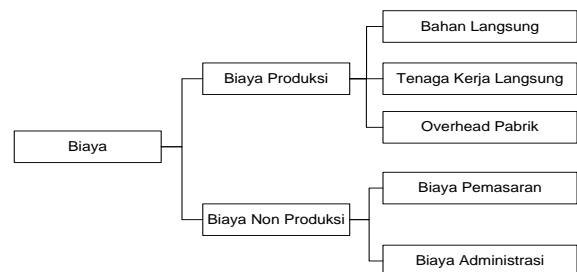 Biaya
Biaya Produksi
Bahan Langsung
Tenaga Kerja Langsung
Overhead Pabrik
Biaya Non Produksi
Biaya Pemasaran
Biaya Administrasi